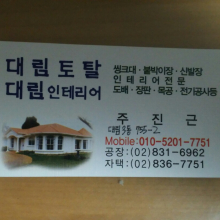 대림토탈
대림인테리어
씽크대 · 붙박이장 · 신발장
인테리어전문
도배 · 장판 · 목공 · 전기공사등
주진근
Mobile: 010-5201-7751
공장: (02) 831-6962
자택: (02) 836-7751